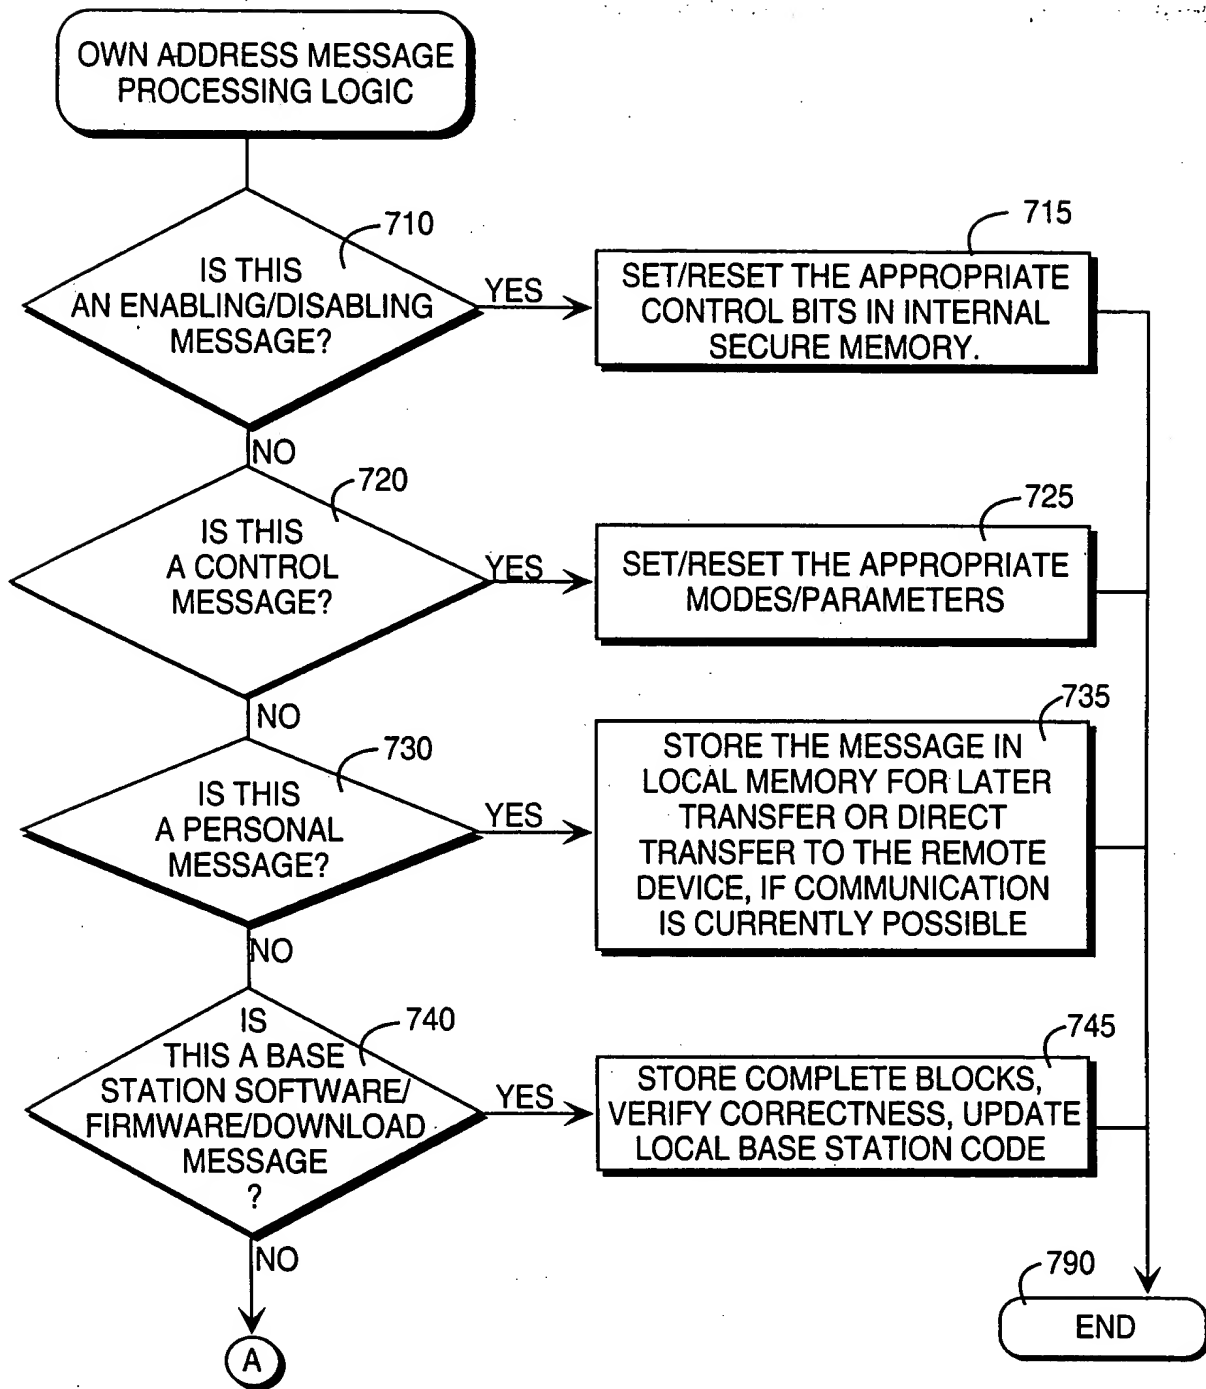 OWN ADDRESS MESSAGE
PROCESSING LOGIC
710
IS THIS
AN ENABLING/DISABLING
MESSAGE?
YES
715
SET/RESET THE APPROPRIATE
CONTROL BITS IN INTERNAL
SECURE MEMORY.
NO
720
IS THIS
A CONTROL
MESSAGE?
YES
725
SET/RESET THE APPROPRIATE
MODES/PARAMETERS
NO
730
IS THIS
A PERSONAL
MESSAGE?
YES
735
STORE THE MESSAGE IN
LOCAL MEMORY FOR LATER
TRANSFER OR DIRECT
TRANSFER TO THE REMOTE
DEVICE, IF COMMUNICATION
IS CURRENTLY POSSIBLE
NO
740
IS
THIS A BASE
STATION SOFTWARE/
FIRMWARE/DOWNLOAD
MESSAGE
?
YES
745
STORE COMPLETE BLOCKS,
VERIFY CORRECTNESS, UPDATE
LOCAL BASE STATION CODE
NO
A
790
END